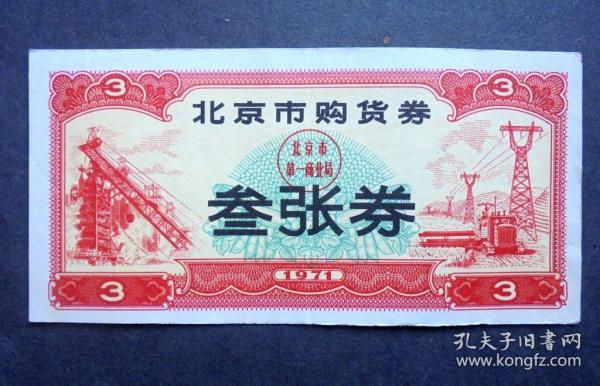 3 3
北京市购货券
北京市
第一商业局
叁张券
1971
3 3
孔夫子旧书网
www.kongfz.com